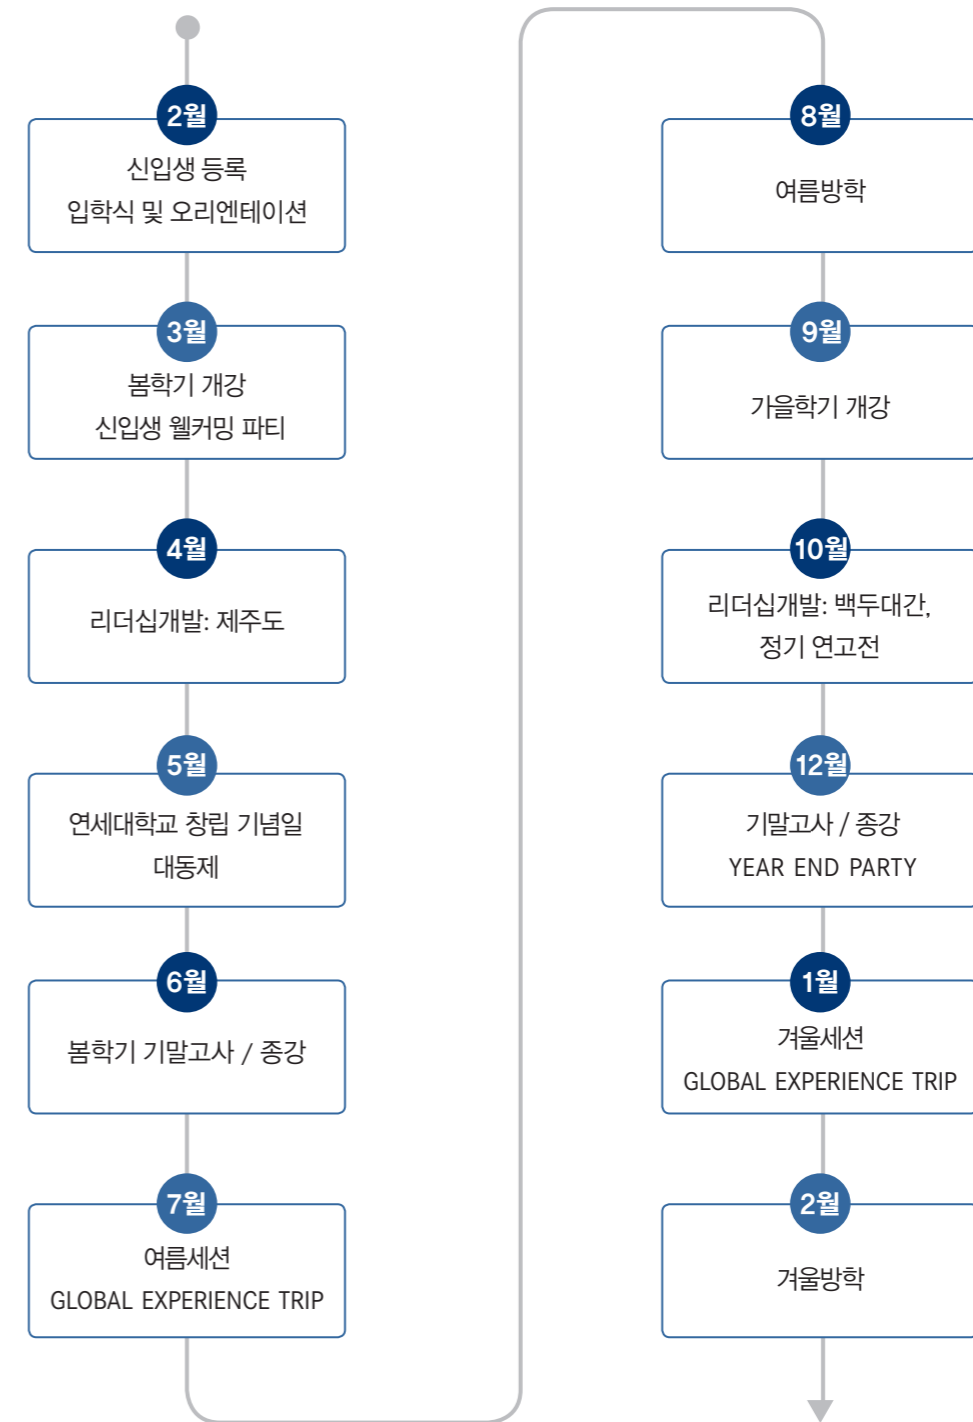 2월
신입생 등록
입학식 및 오리엔테이션
3월
봄학기 개강
신입생 웰커밍 파티
4월
리더십개발: 제주도
5월
연세대학교 창립 기념일
대동제
6월
봄학기 기말고사 / 종강
7월
여름세션
GLOBAL EXPERIENCE TRIP
8월
여름방학
9월
가을학기 개강
10월
리더십개발: 백두대간,
정기 연고전
12월
기말고사 / 종강
YEAR END PARTY
1월
겨울세션
GLOBAL EXPERIENCE TRIP
2월
겨울방학